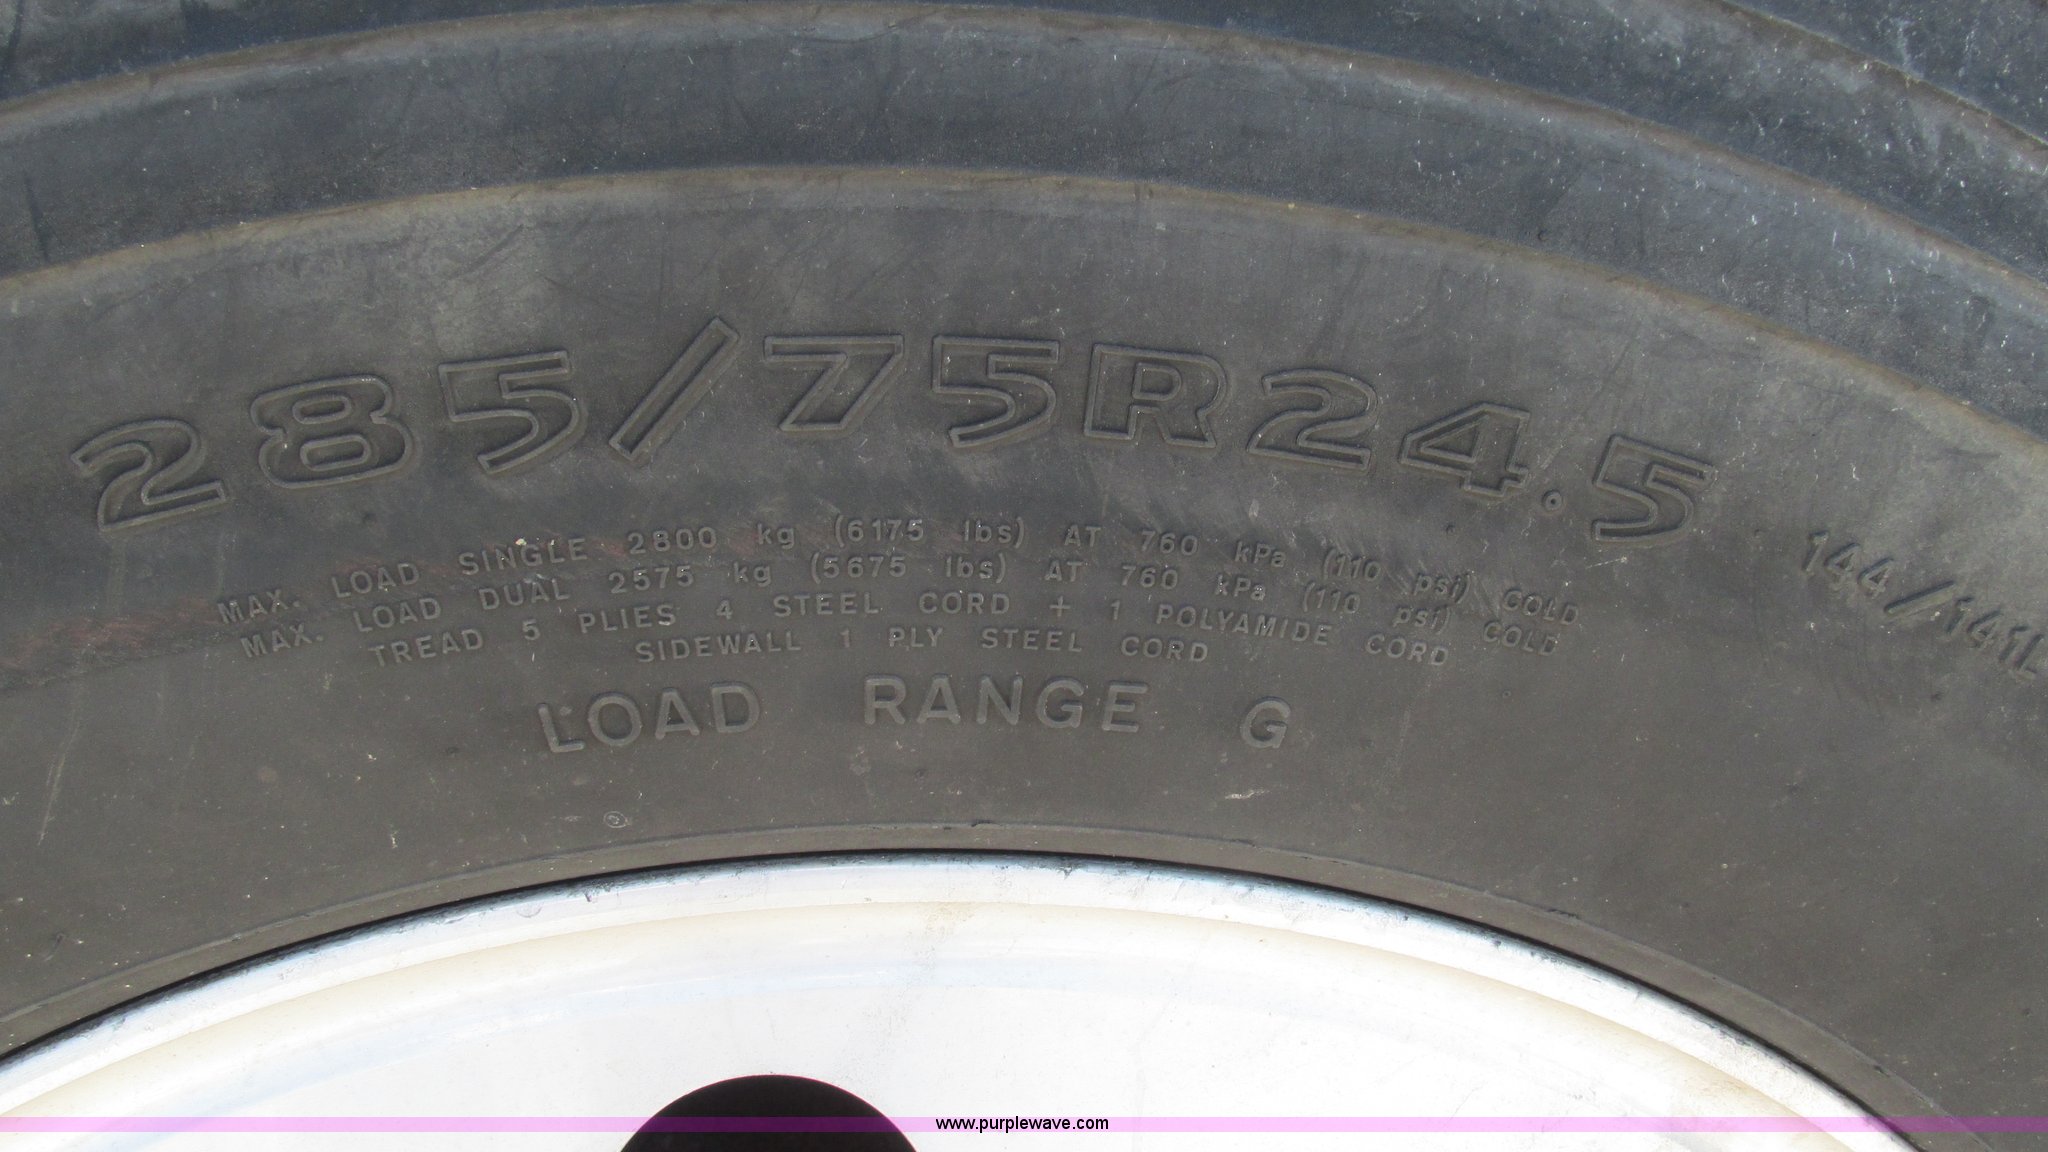 285/75R24.5
144/141L
MAX. LOAD SINGLE 2800 kg (6175 lbs) AT 760 kPa (110 psi) COLD
MAX. LOAD DUAL 2575 kg (5675 lbs) AT 760 kPa (110 psi) COLD
TREAD 5 PLIES 4 STEEL CORD + 1 POLYAMIDE CORD
SIDEWALL 1 PLY STEEL CORD
LOAD RANGE G
www.purplewave.com